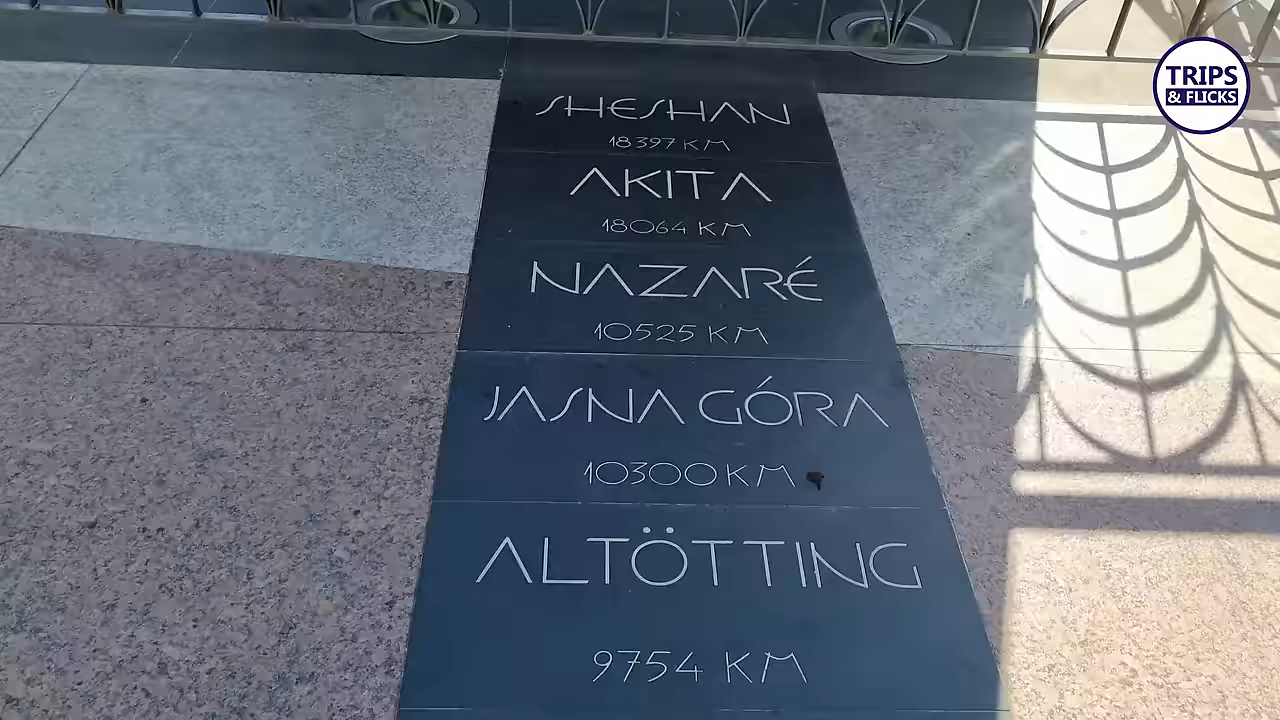 TRIPS
& FLICKS
SHESHAN
18397 KM
AKITA
18064 KM
NAZARÉ
10525 KM
JASNA GÓRA
10300 KM
ALTÖTTING
9754 KM